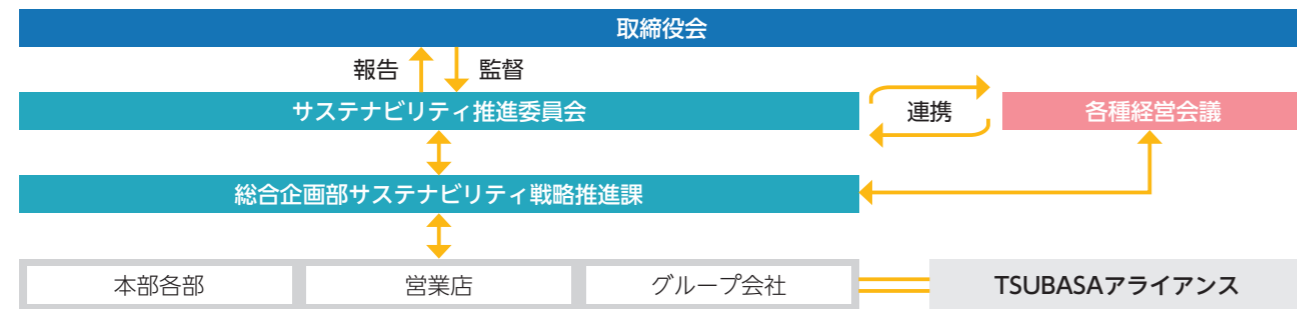 取締役会
報告
監督
サステナビリティ推進委員会
連携
各種経営会議
総合企画部サステナビリティ戦略推進課
本部各部
営業店
グループ会社
TSUBASAアライアンス